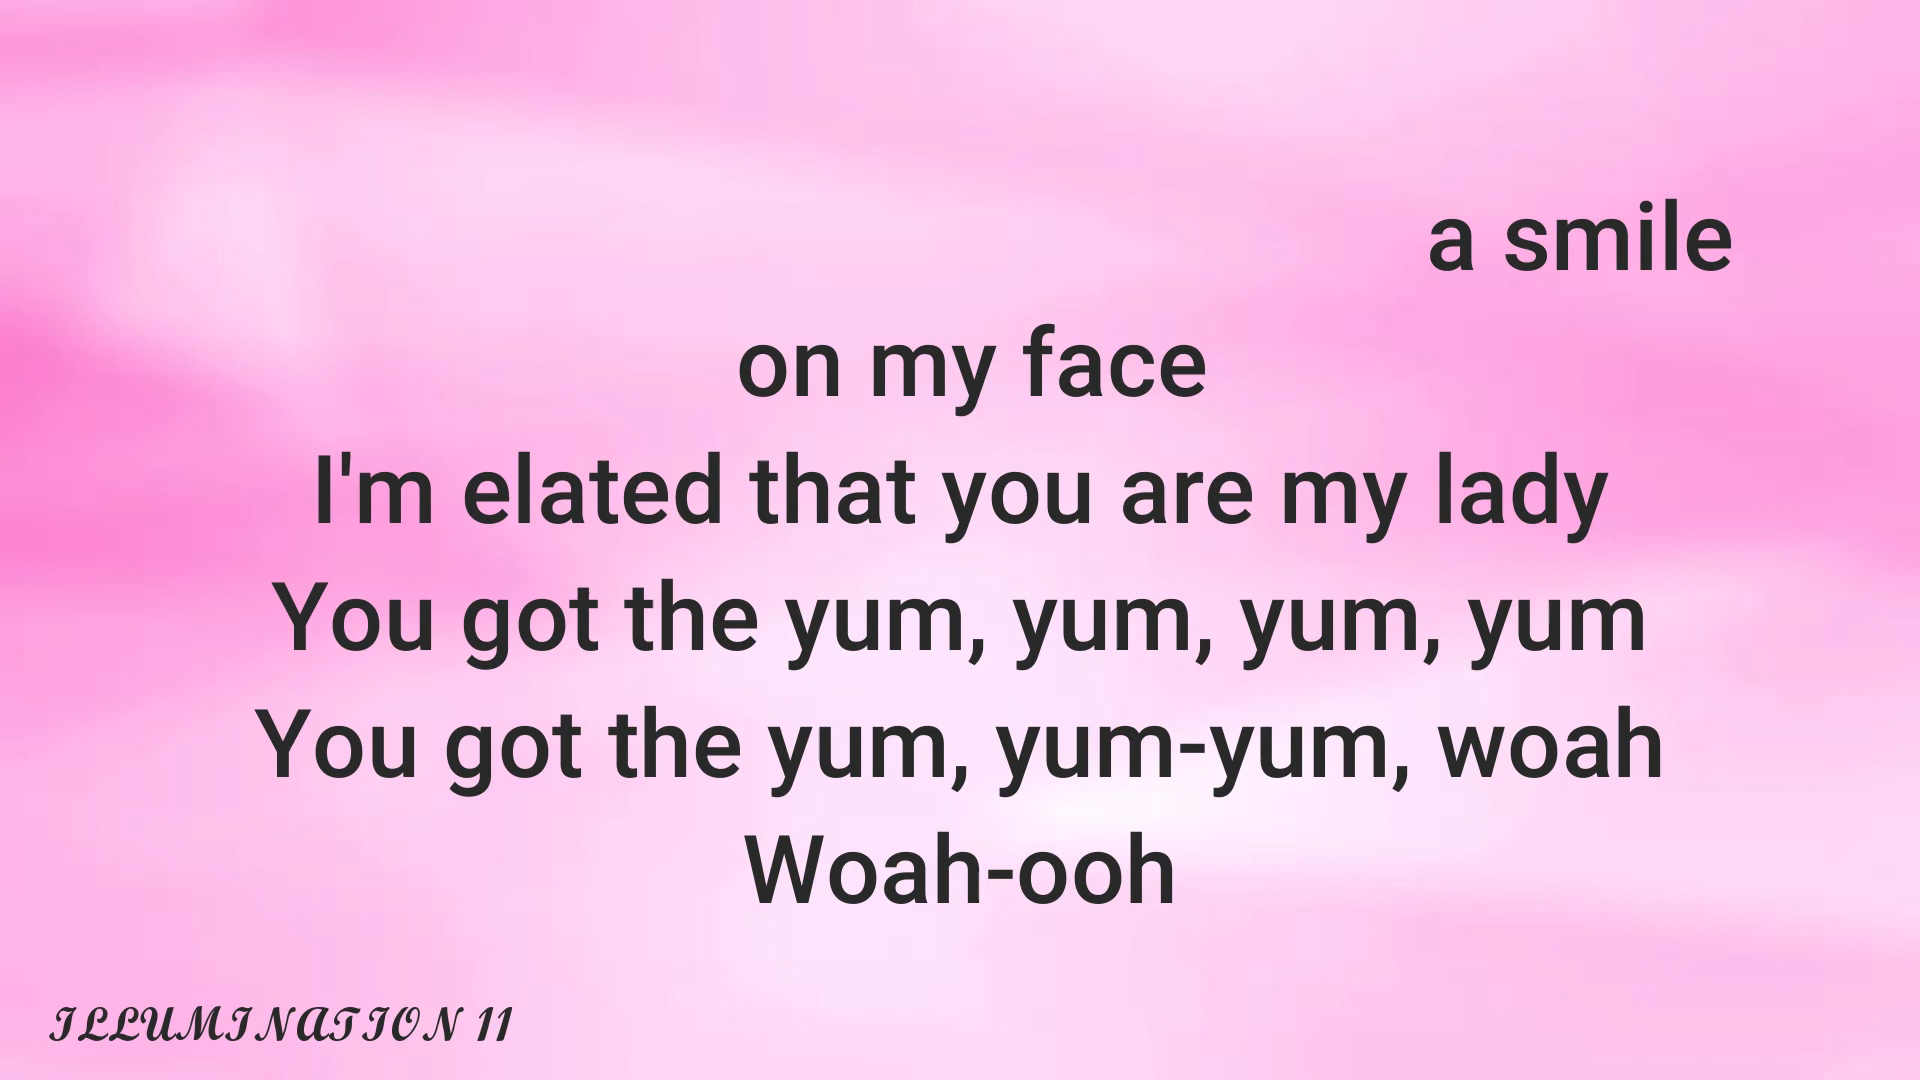 a smile
on my face
I'm elated that you are my lady
You got the yum, yum, yum, yum
You got the yum, yum-yum, woah
Woah-ooh
ILLUMINATION 11